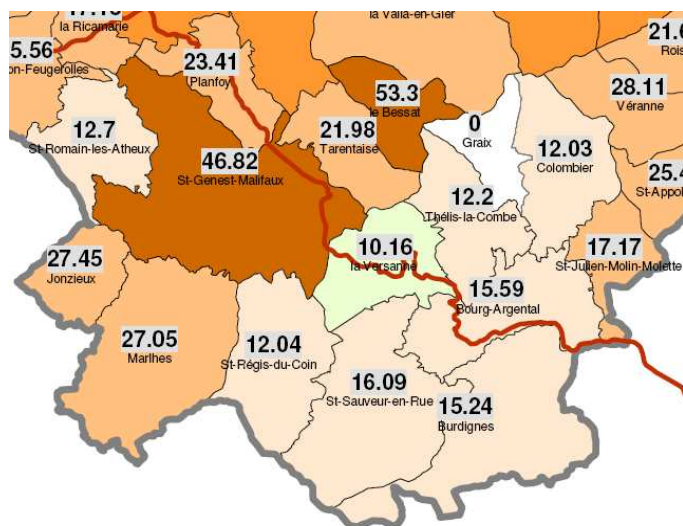 la Ricamarie
la Valla-en-Gier
on-Feugerolles
23.41
Planfoy
53.3
le Bessat
28.11
Véranne
12.7
St-Romain-les-Atheux
46.82
St-Genest-Malifaux
21.98
Tarentaise
0
Graix
12.03
Colombier
12.2
Thélis-la-Combe
27.45
Jonzieux
10.16
la Versanne
17.17
St-Julien-Molin-Molette
15.59
Bourg-Argental
27.05
Marlhes
12.04
St-Régis-du-Coin
16.09
St-Sauveur-en-Rue
15.24
Burdignes